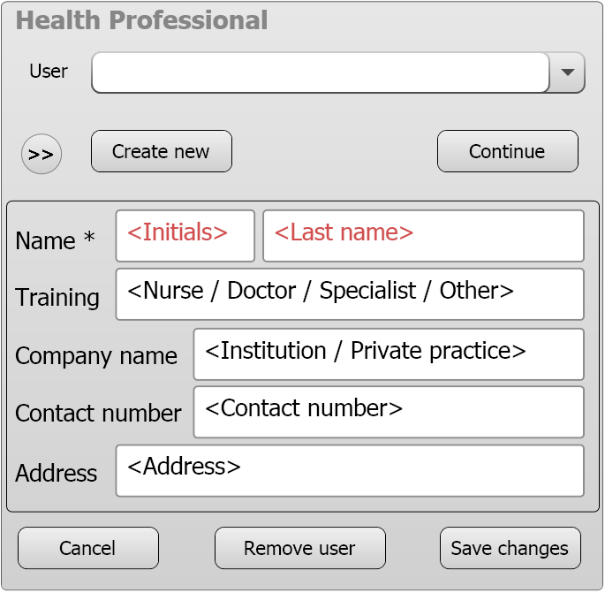 Health Professional
User
>> Create new Continue
Name * <Initials> <Last name>
Training <Nurse / Doctor / Specialist / Other>
Company name <Institution / Private practice>
Contact number <Contact number>
Address <Address>
Cancel Remove user Save changes